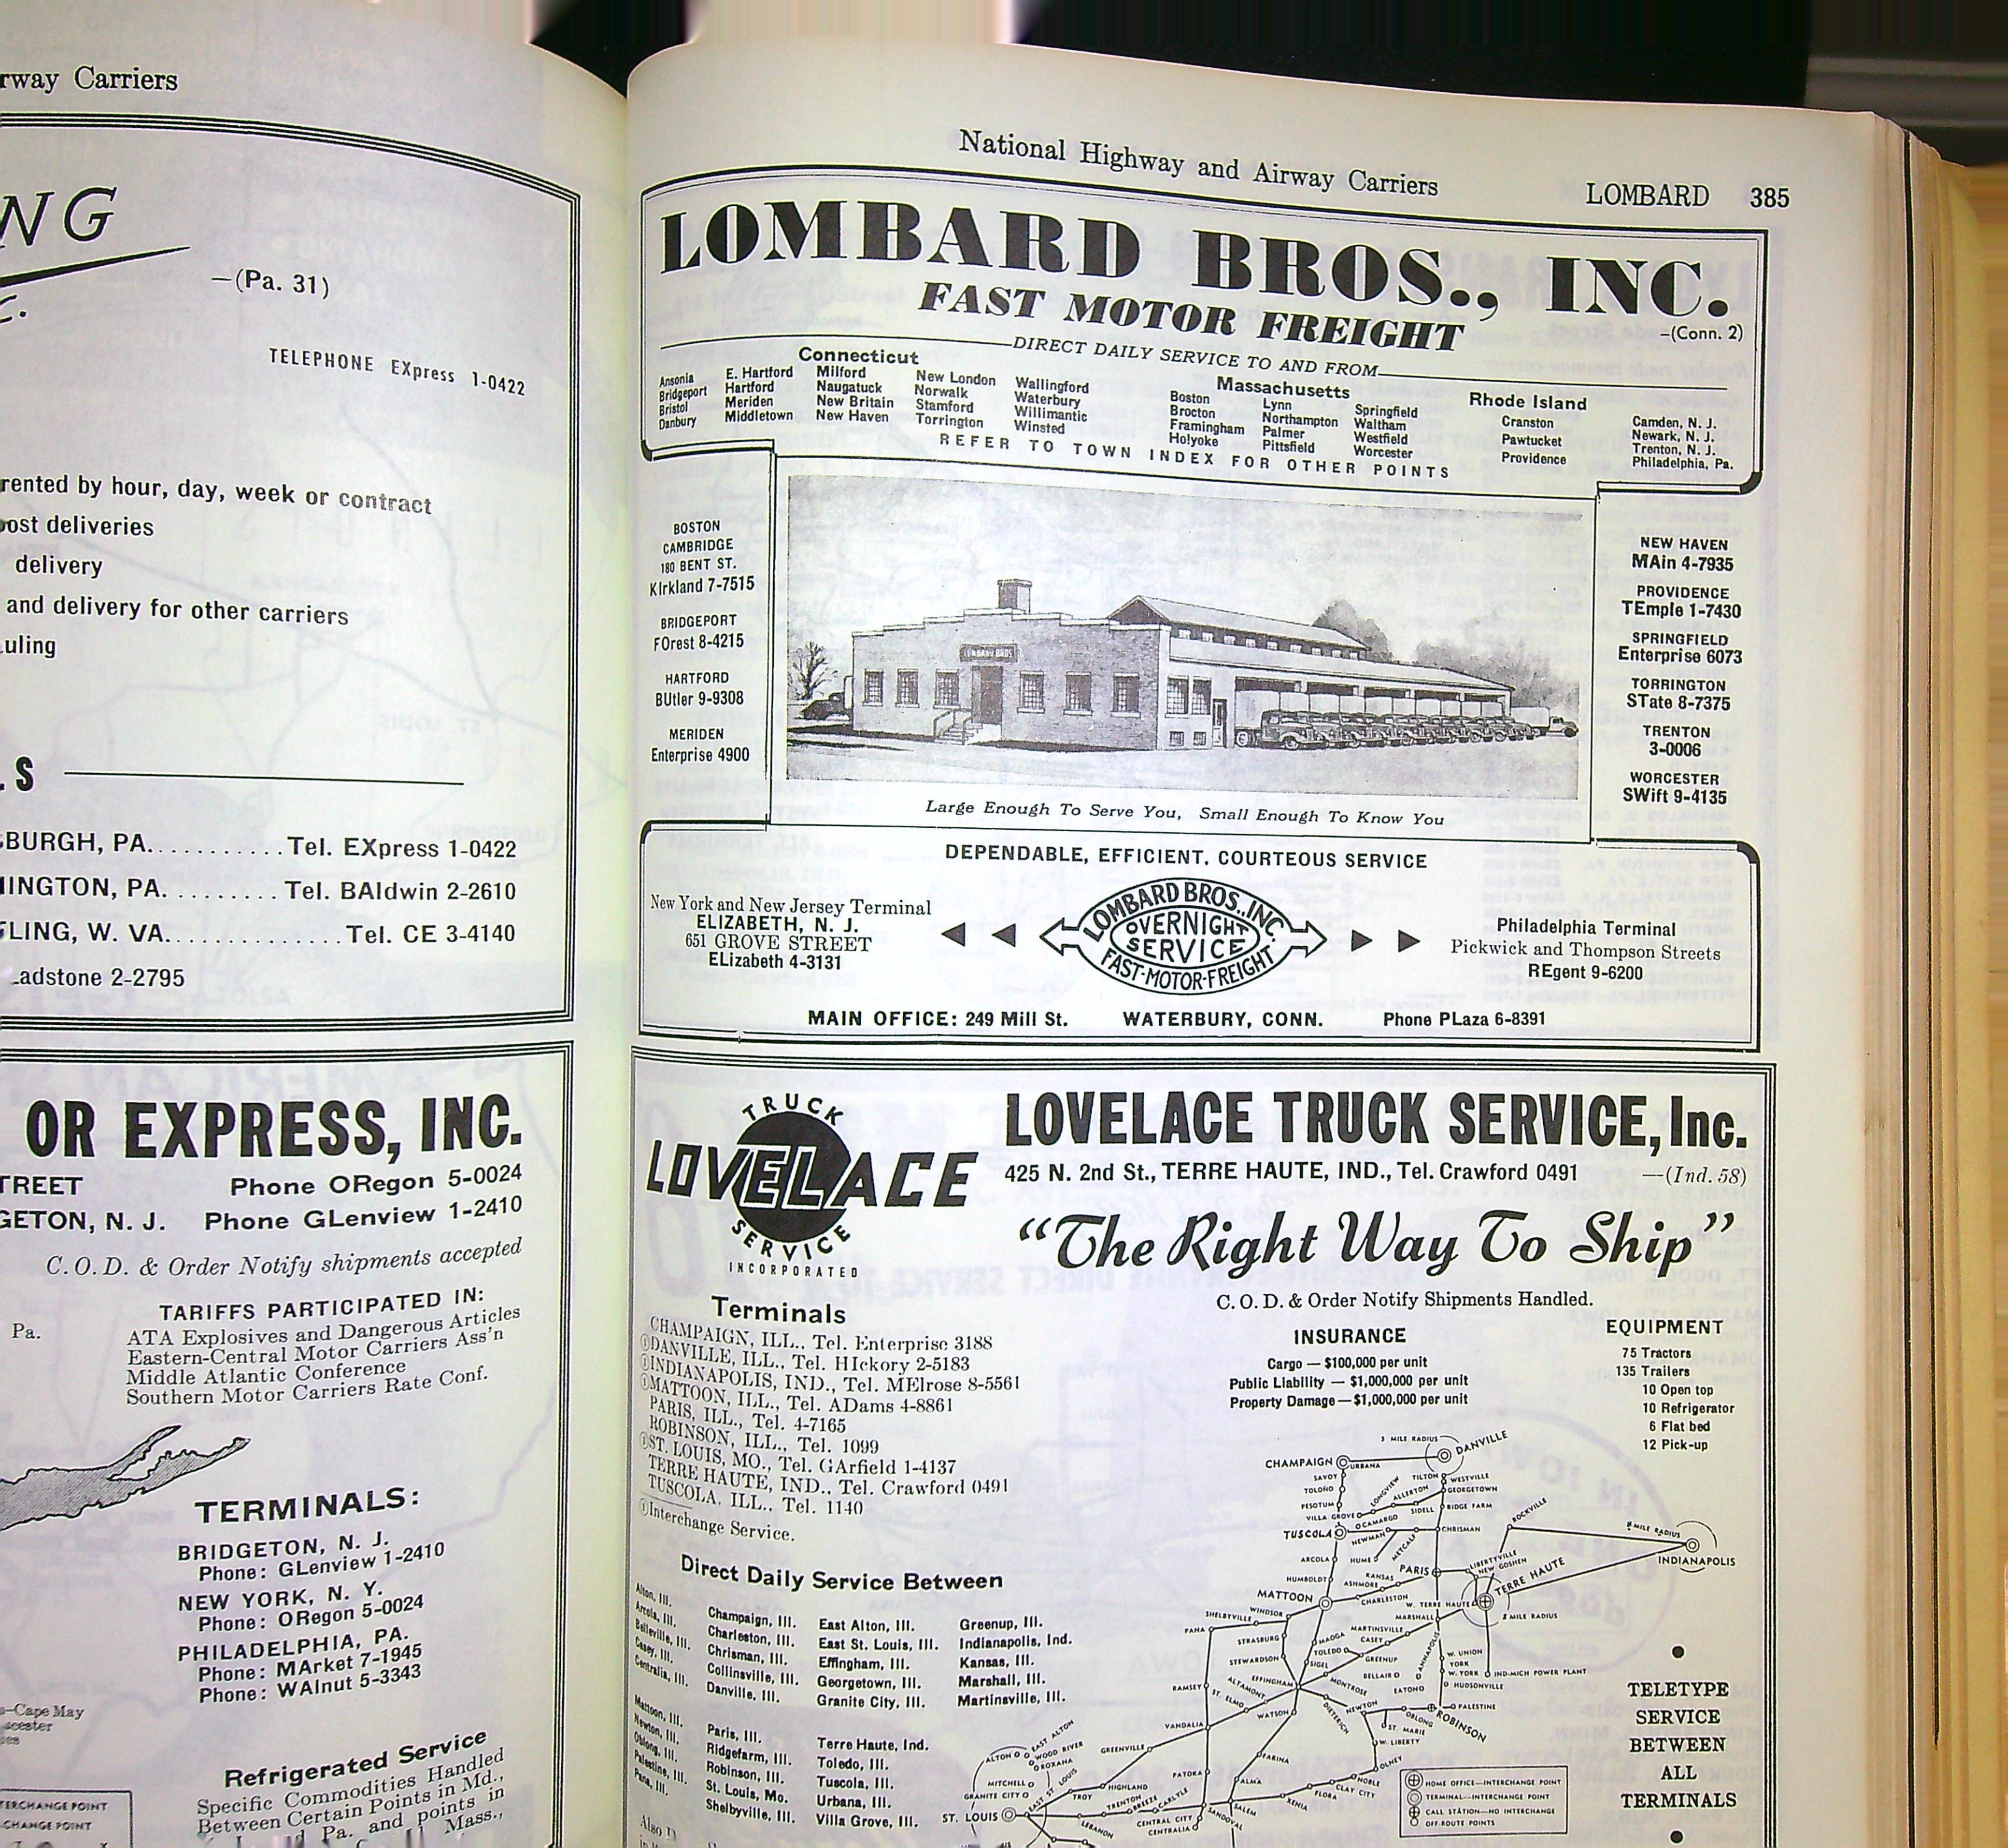 rway Carriers
NG
C.
—(Pa. 31)
TELEPHONE EXpress 1-0422
rented by hour, day, week or contract
ost deliveries
delivery
and delivery for other carriers
uling
S
BURGH, PA........... Tel. EXpress 1-0422
INGTON, PA......... Tel. BAldwin 2-2610
LING, W. VA.............. Tel. CE 3-4140
adstone 2-2795
OR EXPRESS, INC.
TREET Phone ORegon 5-0024
GETON, N. J. Phone GLenview 1-2410
C. O. D. & Order Notify shipments accepted
TARIFFS PARTICIPATED IN:
Pa.
ATA Explosives and Dangerous Articles
Eastern-Central Motor Carriers Ass'n
Middle Atlantic Conference
Southern Motor Carriers Rate Conf.
TERMINALS:
BRIDGETON, N. J.
Phone: GLenview 1-2410
NEW YORK, N. Y.
Phone: ORegon 5-0024
PHILADELPHIA, PA.
Phone: MArket 7-1945
Phone: WAlnut 5-3343
—Cape May
Refrigerated Service
Specific Commodities Handled
Between Certain Points in Md.,
Pa. and points in
Mass.,
TERCHANGE POINT
CHANGE POINT
National Highway and Airway Carriers
LOMBARD 385
LOMBARD BROS., INC.
FAST MOTOR FREIGHT
—(Conn. 2)
DIRECT DAILY SERVICE TO AND FROM
Connecticut
Ansonia E. Hartford Milford New London Wallingford
Bridgeport Hartford Naugatuck Norwalk Waterbury
Bristol Meriden New Britain Stamford Willimantic
Danbury Middletown New Haven Torrington Winsted
Massachusetts
Boston Lynn Springfield
Brocton Northampton Waltham
Framingham Palmer Westfield
Holyoke Pittsfield Worcester
Rhode Island
Cranston
Pawtucket
Providence
Camden, N. J.
Newark, N. J.
Trenton, N. J.
Philadelphia, Pa.
REFER TO TOWN INDEX FOR OTHER POINTS
BOSTON
CAMBRIDGE
180 BENT ST.
KIrkland 7-7515
BRIDGEPORT
FOrest 8-4215
HARTFORD
BUtler 9-9308
MERIDEN
Enterprise 4900
LOMBARD BROS
NEW HAVEN
MAin 4-7935
PROVIDENCE
TEmple 1-7430
SPRINGFIELD
Enterprise 6073
TORRINGTON
STate 8-7375
TRENTON
3-0006
WORCESTER
SWift 9-4135
Large Enough To Serve You, Small Enough To Know You
DEPENDABLE, EFFICIENT, COURTEOUS SERVICE
New York and New Jersey Terminal
ELIZABETH, N. J.
651 GROVE STREET
ELizabeth 4-3131
LOMBARD BROS., INC.
OVERNIGHT
SERVICE
FAST-MOTOR-FREIGHT
Philadelphia Terminal
Pickwick and Thompson Streets
REgent 9-6200
MAIN OFFICE: 249 Mill St. WATERBURY, CONN. Phone PLaza 6-8391
TRUCK
LOVELACE
SERVICE
INCORPORATED
LOVELACE TRUCK SERVICE, Inc.
425 N. 2nd St., TERRE HAUTE, IND., Tel. Crawford 0491 —(Ind. 58)
"The Right Way To Ship"
C. O. D. & Order Notify Shipments Handled.
Terminals
CHAMPAIGN, ILL., Tel. Enterprise 3188
①DANVILLE, ILL., Tel. HIckory 2-5183
①INDIANAPOLIS, IND., Tel. MElrose 8-5561
①MATTOON, ILL., Tel. ADams 4-8861
PARIS, ILL., Tel. 4-7165
ROBINSON, ILL., Tel. 1099
①ST. LOUIS, MO., Tel. GArfield 1-4137
TERRE HAUTE, IND., Tel. Crawford 0491
TUSCOLA, ILL., Tel. 1140
①Interchange Service.
INSURANCE
Cargo — $100,000 per unit
Public Liability — $1,000,000 per unit
Property Damage — $1,000,000 per unit
EQUIPMENT
75 Tractors
135 Trailers
10 Open top
10 Refrigerator
6 Flat bed
12 Pick-up
Direct Daily Service Between
Alton, Ill. Champaign, Ill. East Alton, Ill. Greenup, Ill.
Arcola, Ill. Charleston, Ill. East St. Louis, Ill. Indianapolis, Ind.
Belleville, Ill. Chrisman, Ill. Effingham, Ill. Kansas, Ill.
Casey, Ill. Collinsville, Ill. Georgetown, Ill. Marshall, Ill.
Centralia, Ill. Danville, Ill. Granite City, Ill. Martinsville, Ill.
Mattoon, Ill. Paris, Ill. Terre Haute, Ind.
Newton, Ill. Ridgefarm, Ill. Toledo, Ill.
Oblong, Ill. Robinson, Ill. Tuscola, Ill.
Palestine, Ill. St. Louis, Mo. Urbana, Ill.
Pana, Ill. Shelbyville, Ill. Villa Grove, Ill.
Also
5 MILE RADIUS
DANVILLE
CHAMPAIGN
URBANA
SAVOY
TILTON
WESTVILLE
TOLONO
LONGVIEW
ALLERTON
GEORGETOWN
PESOTUM
SIDELL
RIDGE FARM
VILLA GROVE
CAMARGO
ROCKVILLE
TUSCOLA
NEWMAN
METCALF
CHRISMAN
8 MILE RADIUS
INDIANAPOLIS
ARCOLA
HUME
LIBERTYVILLE
NEW GOSHEN
PARIS
HUMBOLDT
KANSAS
ASHMORE
TERRE HAUTE
MATTOON
CHARLESTON
W. TERRE HAUTE
WINDSOR
SHELBYVILLE
MARSHALL
5 MILE RADIUS
PANA
STRASBURG
MARTINSVILLE
CASEY
TOLEDO
GREENUP
ANNAPOLIS
W. UNION
STEWARDSON
SIGEL
YORK
BELLAIR
W. YORK
IND-MICH POWER PLANT
EFFINGHAM
MONTROSE
EATON
HUDSONVILLE
RAMSEY
ALTAMONT
ST. ELMO
NEWTON
PALESTINE
WATSON
DIETERICH
OBLONG
ROBINSON
VANDALIA
ST. MARIE
W. LIBERTY
EAST ALTON
ALTON
WOOD RIVER
ROXANA
GREENVILLE
FARINA
OLNEY
MITCHELL
PATOKA
NOBLE
GRANITE CITY
EAST ST. LOUIS
HIGHLAND
ALMA
CLAY CITY
TROY
CARLYLE
FLORA
TRENTON
BREEZE
XENIA
ST. LOUIS
SALEM
SANDOVAL
LEBANON
CENTRAL CITY
CENTRALIA
HOME OFFICE—INTERCHANGE POINT
TERMINAL—INTERCHANGE POINT
CALL STATION—NO INTERCHANGE
OFF-ROUTE POINTS
TELETYPE
SERVICE
BETWEEN
ALL
TERMINALS